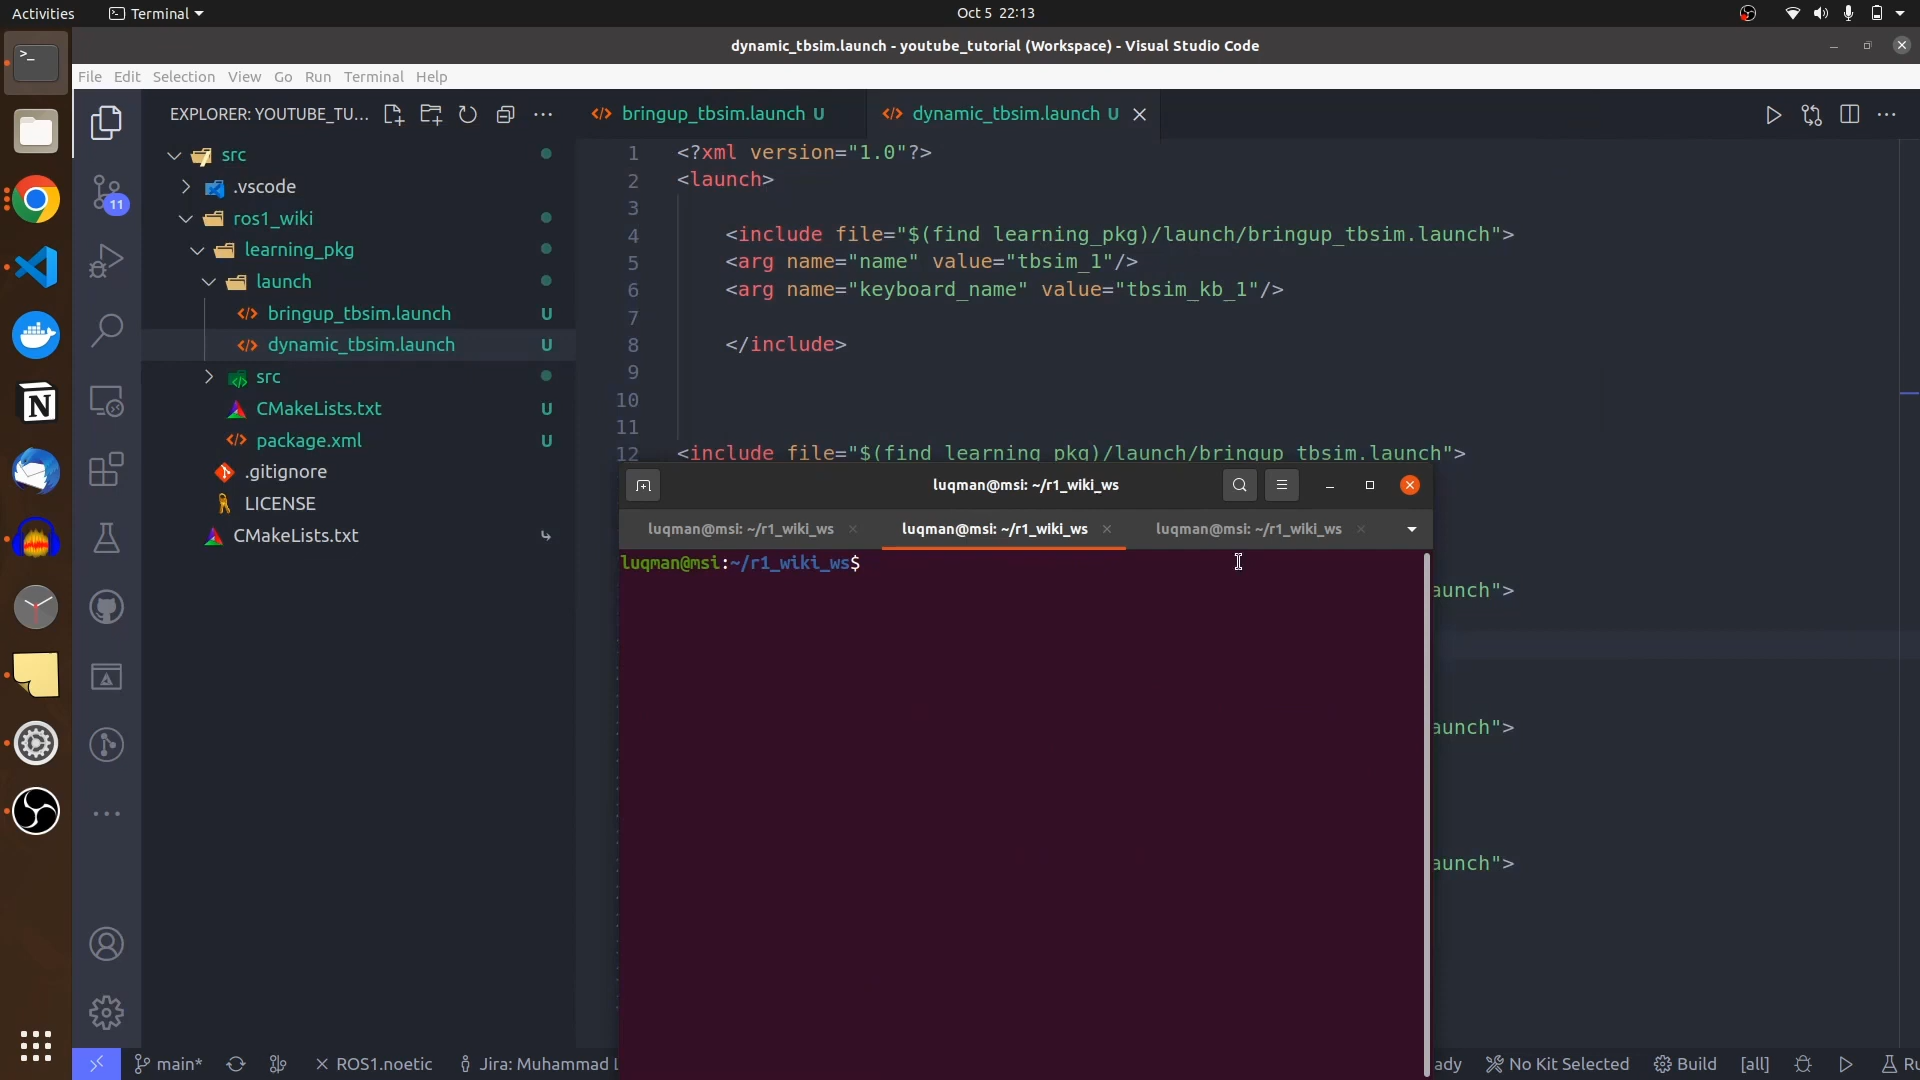 Activities
Terminal
Oct 5 22:13
dynamic_tbsim.launch - youtube_tutorial (Workspace) - Visual Studio Code
File Edit Selection View Go Run Terminal Help
EXPLORER: YOUTUBE_TU...
bringup_tbsim.launch U
dynamic_tbsim.launch U
src
.vscode
ros1_wiki
learning_pkg
launch
bringup_tbsim.launch U
dynamic_tbsim.launch U
src
CMakeLists.txt U
package.xml U
.gitignore
LICENSE
CMakeLists.txt
11
1 <?xml version="1.0"?>
2 <launch>
3
4 <include file="$(find learning_pkg)/launch/bringup_tbsim.launch">
5 <arg name="name" value="tbsim_1"/>
6 <arg name="keyboard_name" value="tbsim_kb_1"/>
7
8 </include>
9
10
11
12 <include file="$(find learning_pkg)/launch/bringup_tbsim.launch">
aunch">
aunch">
aunch">
luqman@msi: ~/r1_wiki_ws
luqman@msi: ~/r1_wiki_ws
luqman@msi: ~/r1_wiki_ws
luqman@msi: ~/r1_wiki_ws
luqman@msi:~/r1_wiki_ws$
main*
ROS1.noetic
Jira: Muhammad
ady
No Kit Selected
Build
[all]
Ru